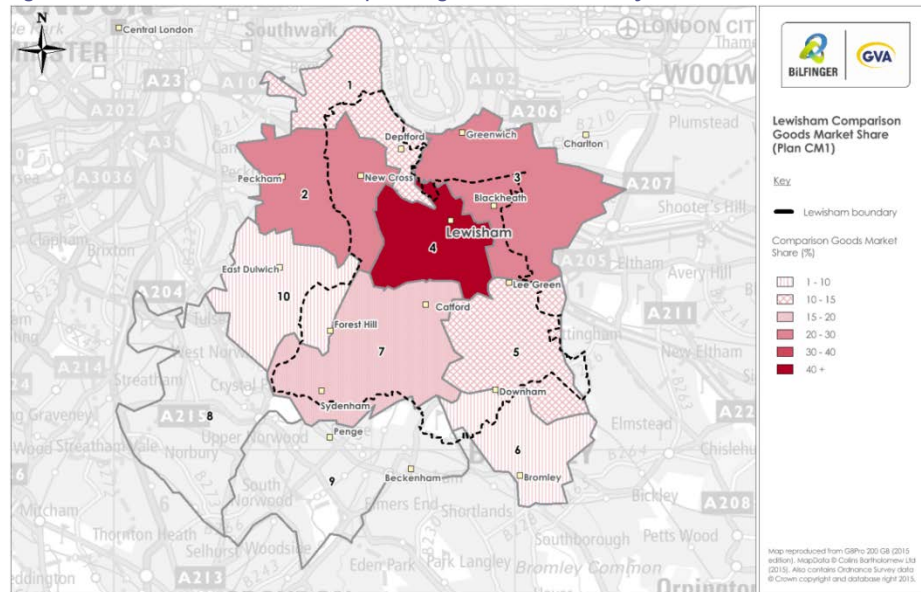 N
Central London
Southwark
LONDON CITY
WOOLW
A23
A102
A206
Plumstead
1
Deptford
Greenwich
Charlton
A3036
Peckham
2
New Cross
3
Blackheath
A207
Shooter's Hill
Clapham
Brixton
4
Lewisham
A205
Eltham
Avery Hill
A204
East Dulwich
10
Lee Green
Catford
A211
Forest Hill
7
5
New Eltham
A214
Streatham
Sydenham
Downham
Graveney
8
A215
Upper Norwood
Norbury
Penge
6
Elmstead
Chislehu
9
Beckenham
Bromley
South
Norwood
Bickley
A208
Mitcham
Thornton Heath
Elmers End
Shortlands
Selhurst
Woodside
Southborough
Petts Wood
A213
Eden Park
Park Langley
Bromley Common
Orpington
BILFINGER
GVA
Lewisham Comparison
Goods Market Share
(Plan CM1)
Key
Lewisham boundary
Comparison Goods Market
Share (%)
1 - 10
10 - 15
15 - 20
20 - 30
30 - 40
40 +
Map reproduced from GBPro 200 GB (2015
edition), MapData © Collins Bartholomew Ltd
(2015). Also contains Ordnance Survey data
© Crown copyright and database right 2015.